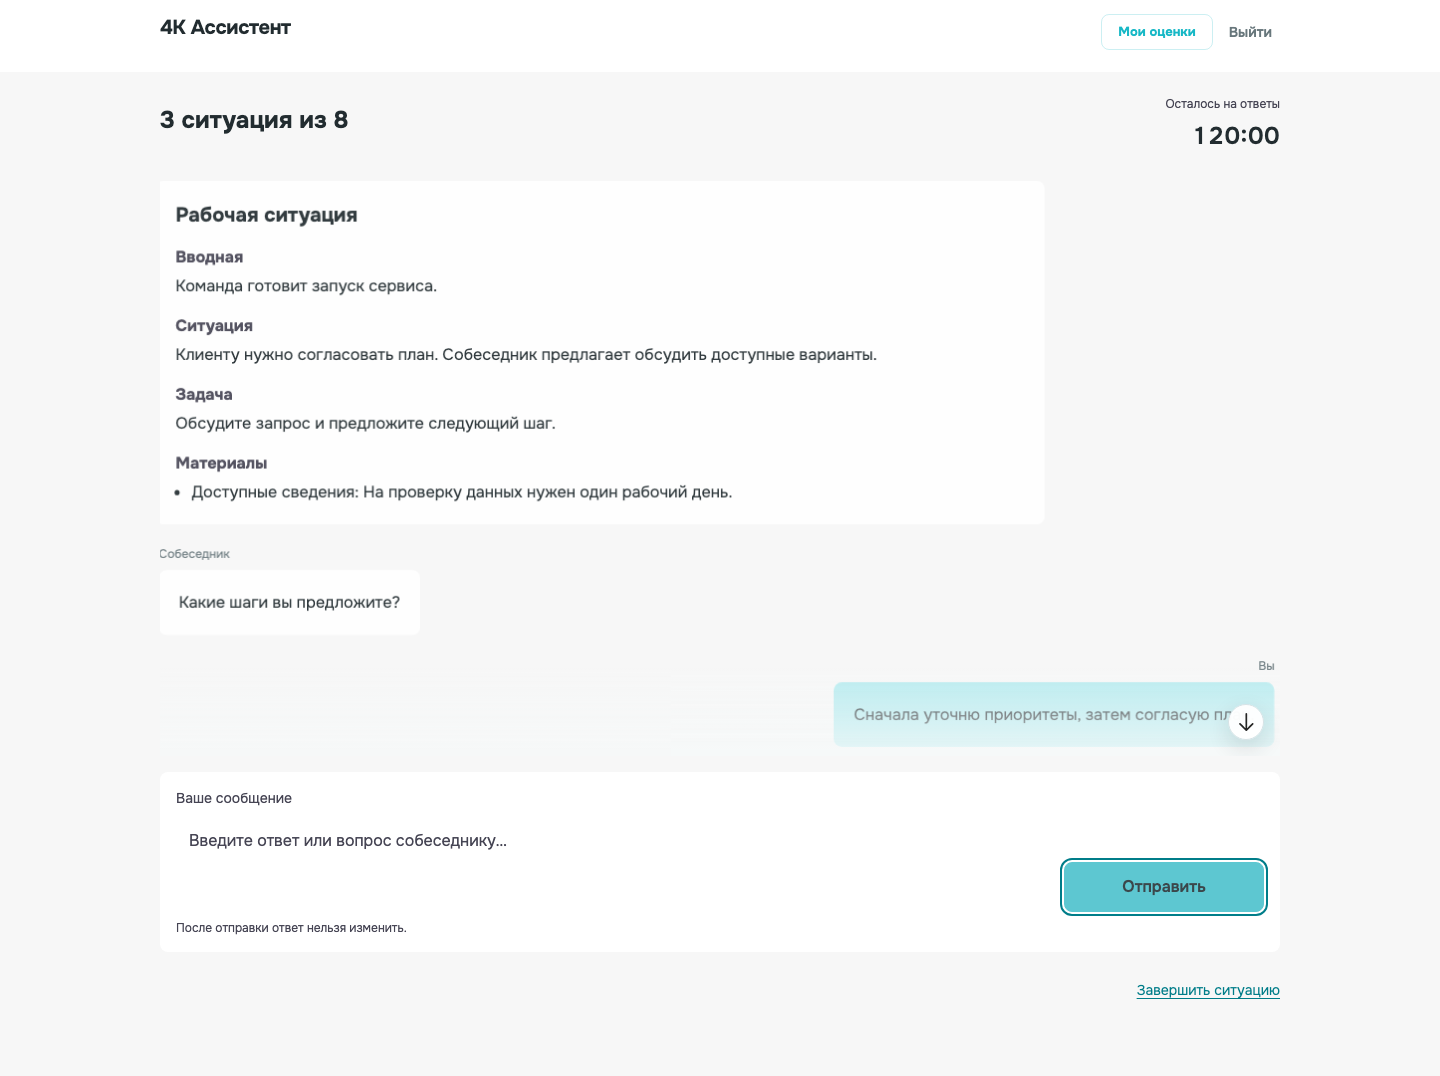 4К Ассистент
Мои оценки
Выйти
3 ситуация из 8
Осталось на ответы
120:00
Рабочая ситуация
Вводная
Команда готовит запуск сервиса.
Ситуация
Клиенту нужно согласовать план. Собеседник предлагает обсудить доступные варианты.
Задача
Обсудите запрос и предложите следующий шаг.
Материалы
• Доступные сведения: На проверку данных нужен один рабочий день.
Собеседник
Какие шаги вы предложите?
Вы
Сначала уточню приоритеты, затем согласую
Ваше сообщение
Введите ответ или вопрос собеседнику...
Отправить
После отправки ответ нельзя изменить.
Завершить ситуацию